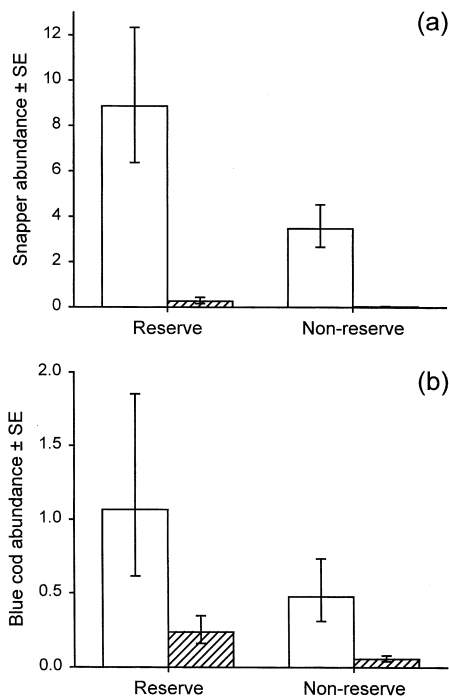 (a)
Snapper abundance ± SE
12
10
8
6
4
2
0
Reserve
Non-reserve
(b)
Blue cod abundance ± SE
2.0
1.5
1.0
0.5
0.0
Reserve
Non-reserve